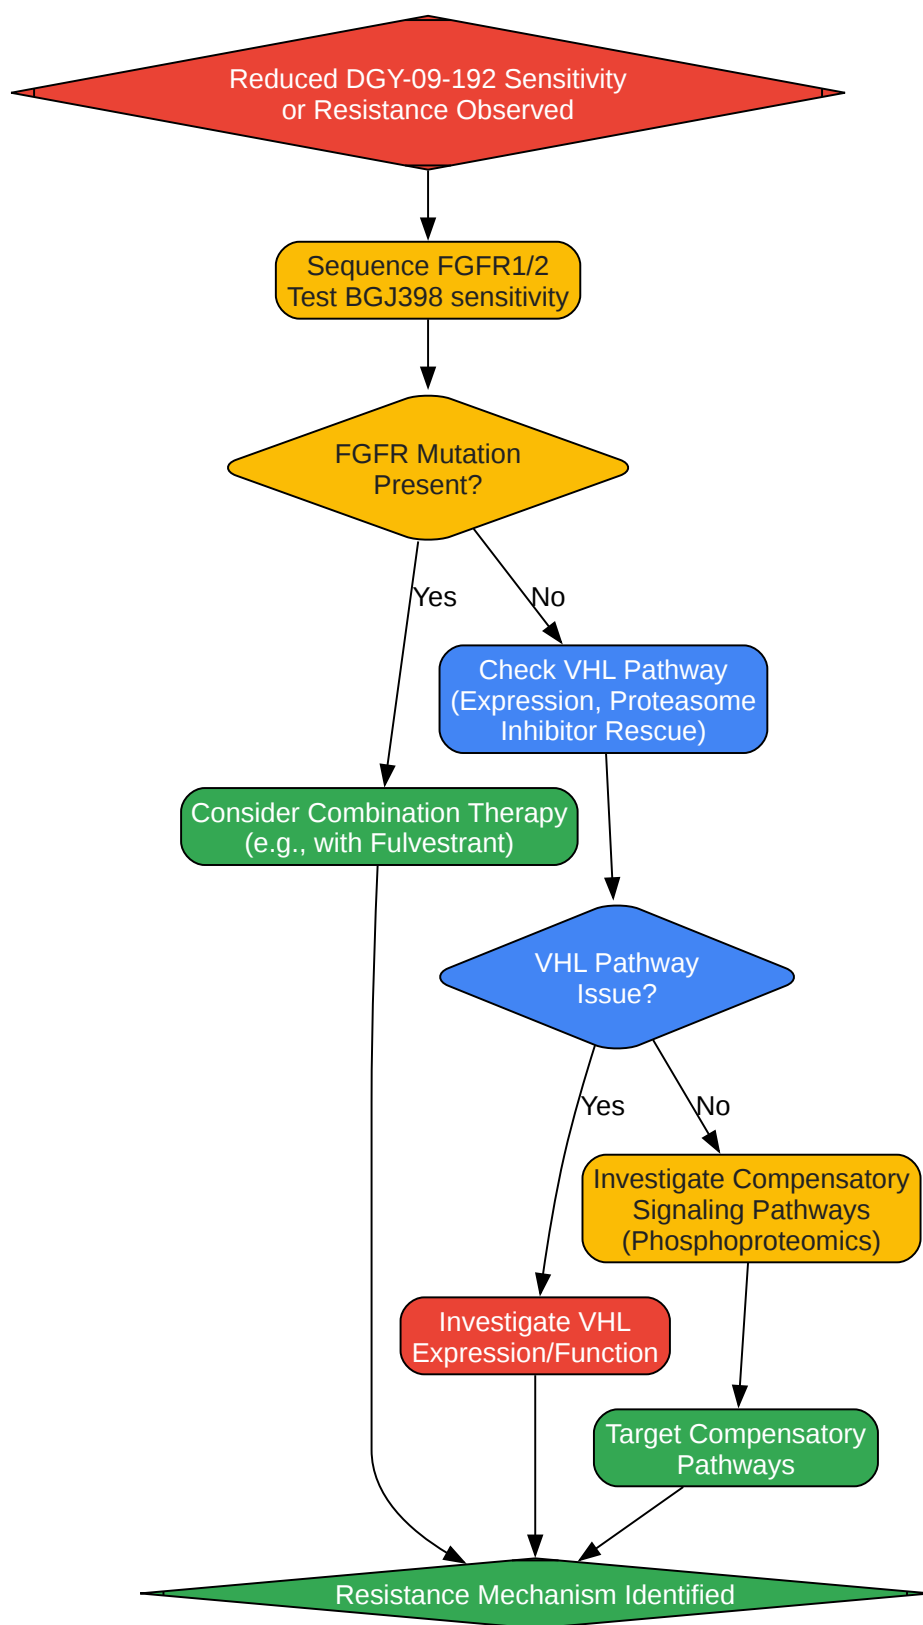 Reduced DGY-09-192 Sensitivity
or Resistance Observed
Sequence FGFR1/2
Test BGJ398 sensitivity
FGFR Mutation
Present?
Yes
No
Check VHL Pathway
(Expression, Proteasome
Inhibitor Rescue)
Consider Combination Therapy
(e.g., with Fulvestrant)
VHL Pathway
Issue?
Yes
No
Investigate Compensatory
Signaling Pathways
(Phosphoproteomics)
Investigate VHL
Expression/Function
Target Compensatory
Pathways
Resistance Mechanism Identified